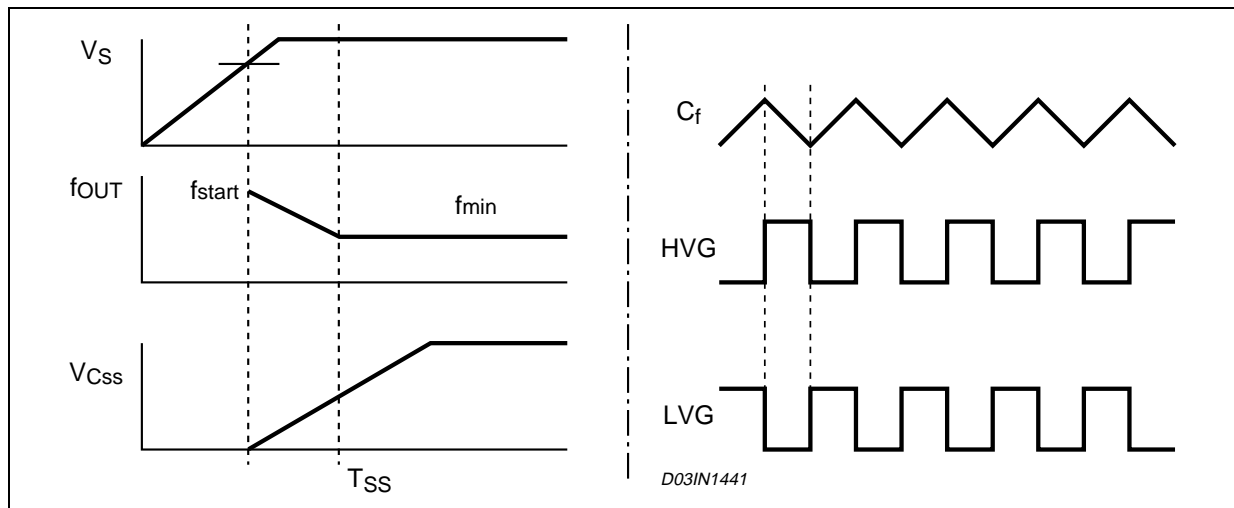 VS
fOUT
fstart
fmin
VCss
TSS
Cf
HVG
LVG
D03IN1441